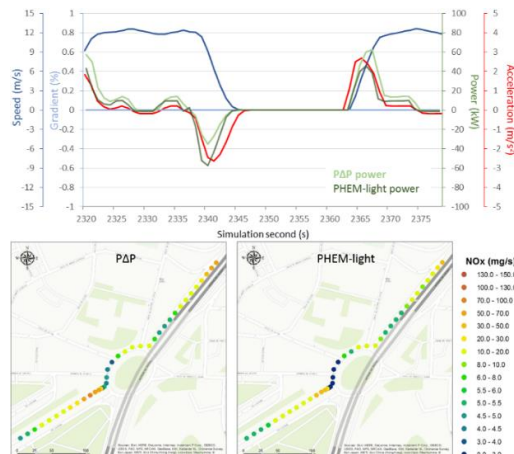 15 1 100 5
12 0.8 80 4
9 0.6 60 3
6 0.4 40 2
3 0.2 20 1
0 0 0 0
-3 -0.2 -20 -1
-6 -0.4 -40 -2
-9 -0.6 -60 -3
-12 -0.8 -80 -4
-15 -1 -100 -5
Speed (m/s)
Gradient (%)
Power (kW)
Acceleration (m/s²)
PΔP power
PHEM-light power
2320 2325 2330 2335 2340 2345 2350 2355 2360 2365 2370 2375
Simulation second (s)
PΔP
PHEM-light
NOx (mg/s)
130.0 - 150.
100.0 - 130.
70.0 - 100.
50.0 - 70.0
30.0 - 50.0
20.0 - 30.0
10.0 - 20.0
8.0 - 10.0
6.0 - 8.0
5.5 - 6.0
5.0 - 5.5
4.5 - 5.0
4.0 - 4.5
3.0 - 4.0